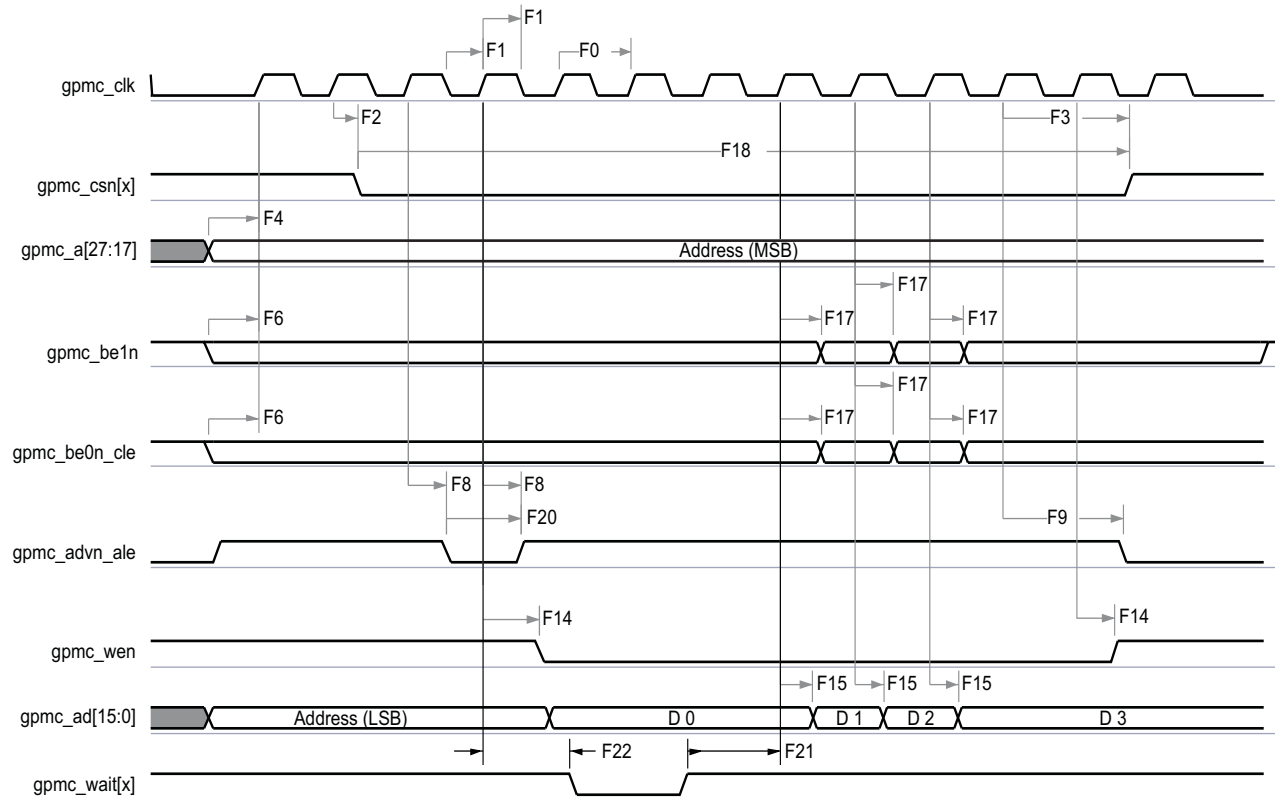 F1
F1
F0
gpmc_clk
F2
F3
F18
gpmc_csn[x]
F4
gpmc_a[27:17]
Address (MSB)
F17
F6
F17
F17
gpmc_be1n
F17
F6
F17
F17
gpmc_be0n_cle
F8
F8
F20
F9
gpmc_advn_ale
F14
F14
gpmc_wen
F15
F15
F15
gpmc_ad[15:0]
Address (LSB)
D 0
D 1
D 2
D 3
F22
F21
gpmc_wait[x]